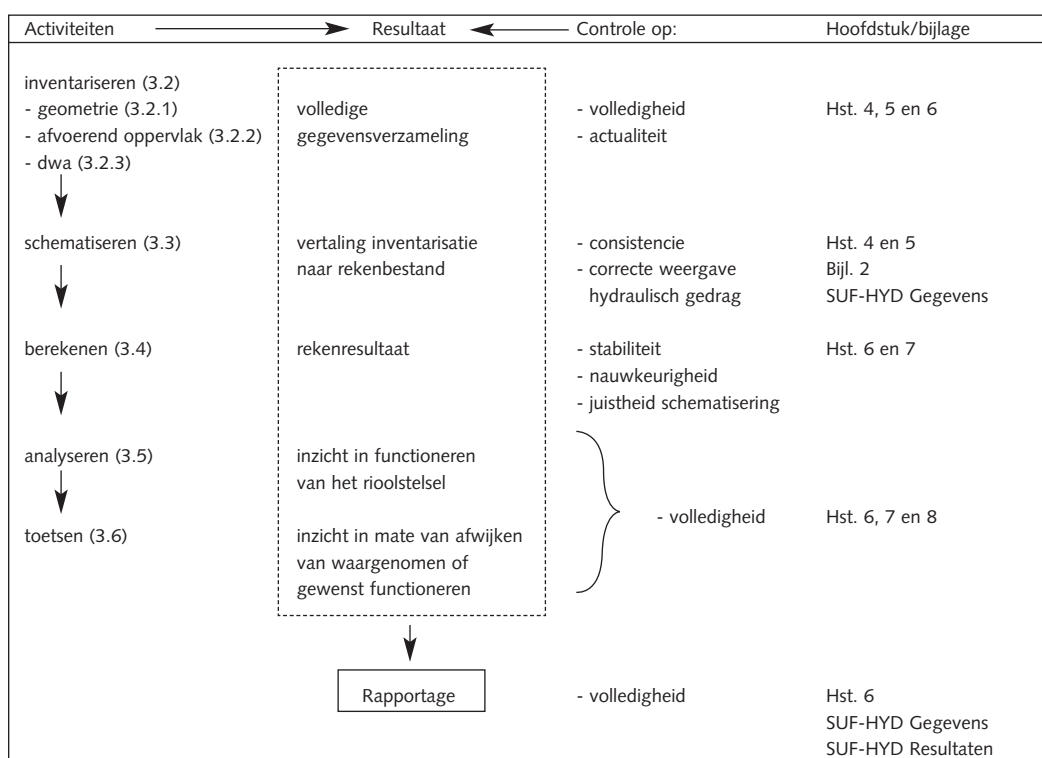 Activiteiten Resultaat Controle op: Hoofdstuk/bijlage
inventariseren (3.2)
- geometrie (3.2.1) volledige - volledigheid Hst. 4, 5 en 6
- afvoerend oppervlak (3.2.2) gegevensverzameling - actualiteit
- dwa (3.2.3)
schematiseren (3.3) vertaling inventarisatie - consistencie Hst. 4 en 5
naar rekenbestand - correcte weergave Bijl. 2
hydraulisch gedrag SUF-HYD Gegevens
berekenen (3.4) rekenresultaat - stabiliteit Hst. 6 en 7
- nauwkeurigheid
- juistheid schematisering
analyseren (3.5) inzicht in functioneren
van het rioolstelsel
- volledigheid Hst. 6, 7 en 8
toetsen (3.6) inzicht in mate van afwijken
van waargenomen of
gewenst functioneren
Rapportage - volledigheid Hst. 6
SUF-HYD Gegevens
SUF-HYD Resultaten